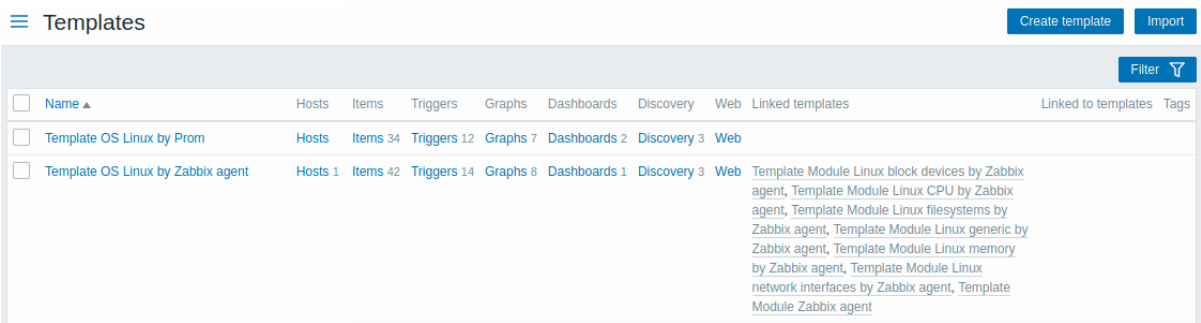 Templates
Create template
Import
Filter
Name Hosts Items Triggers Graphs Dashboards Discovery Web Linked templates Linked to templates Tags
Template OS Linux by Prom Hosts Items 34 Triggers 12 Graphs 7 Dashboards 2 Discovery 3 Web
Template OS Linux by Zabbix agent Hosts 1 Items 42 Triggers 14 Graphs 8 Dashboards 1 Discovery 3 Web Template Module Linux block devices by Zabbix
agent, Template Module Linux CPU by Zabbix
agent, Template Module Linux filesystems by
Zabbix agent, Template Module Linux generic by
Zabbix agent, Template Module Linux memory
by Zabbix agent, Template Module Linux
network interfaces by Zabbix agent, Template
Module Zabbix agent